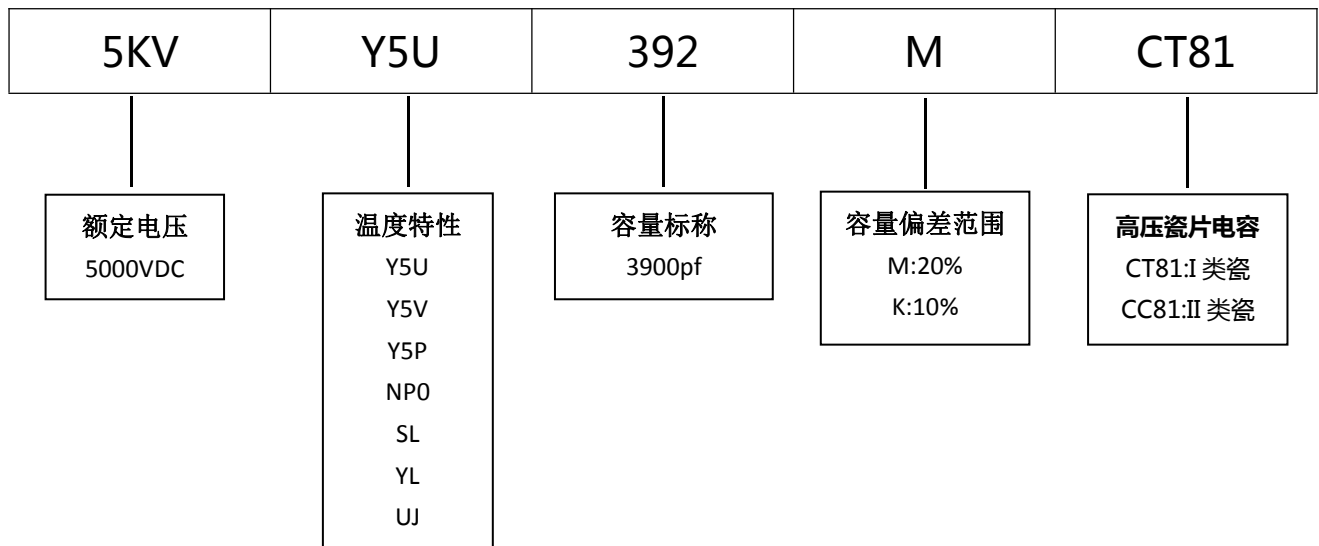 5KV Y5U 392 M CT81
额定电压
5000VDC
温度特性
Y5U
Y5V
Y5P
NP0
SL
YL
UJ
容量标称
3900pf
容量偏差范围
M:20%
K:10%
高压瓷片电容
CT81:I 类瓷
CC81:II 类瓷